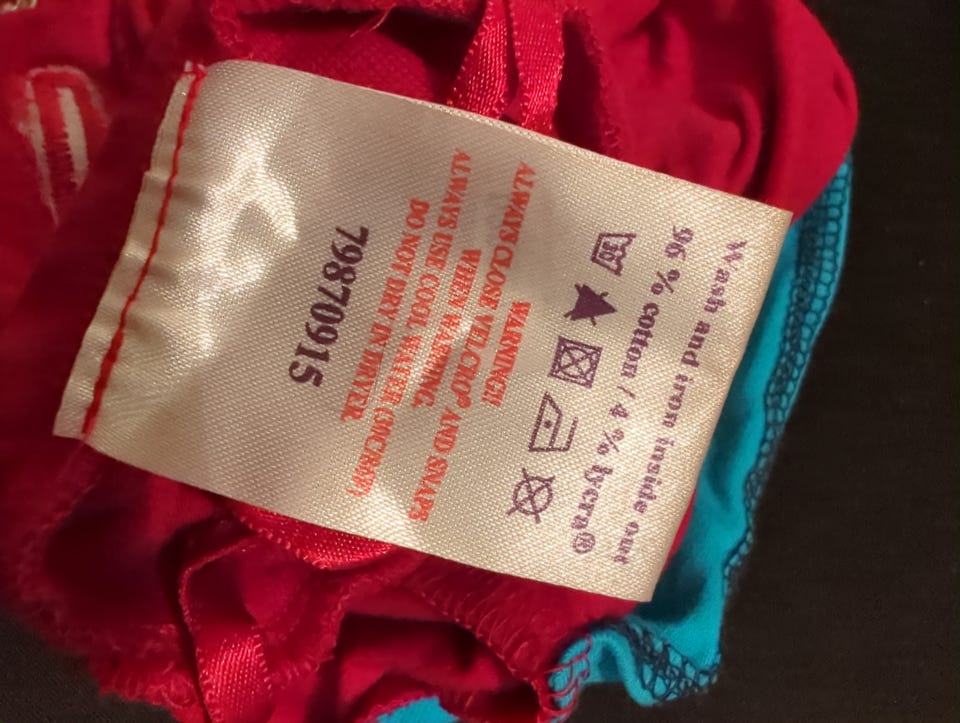 Wash and iron inside out
96 % cotton / 4 % lycra®
30
WARNING!!
ALWAYS CLOSE VELCRO® AND SNAPS
WHEN WASHING.
ALWAYS USE COOL WATER (30C/86F)
DO NOT DRY IN DRYER.
79870915